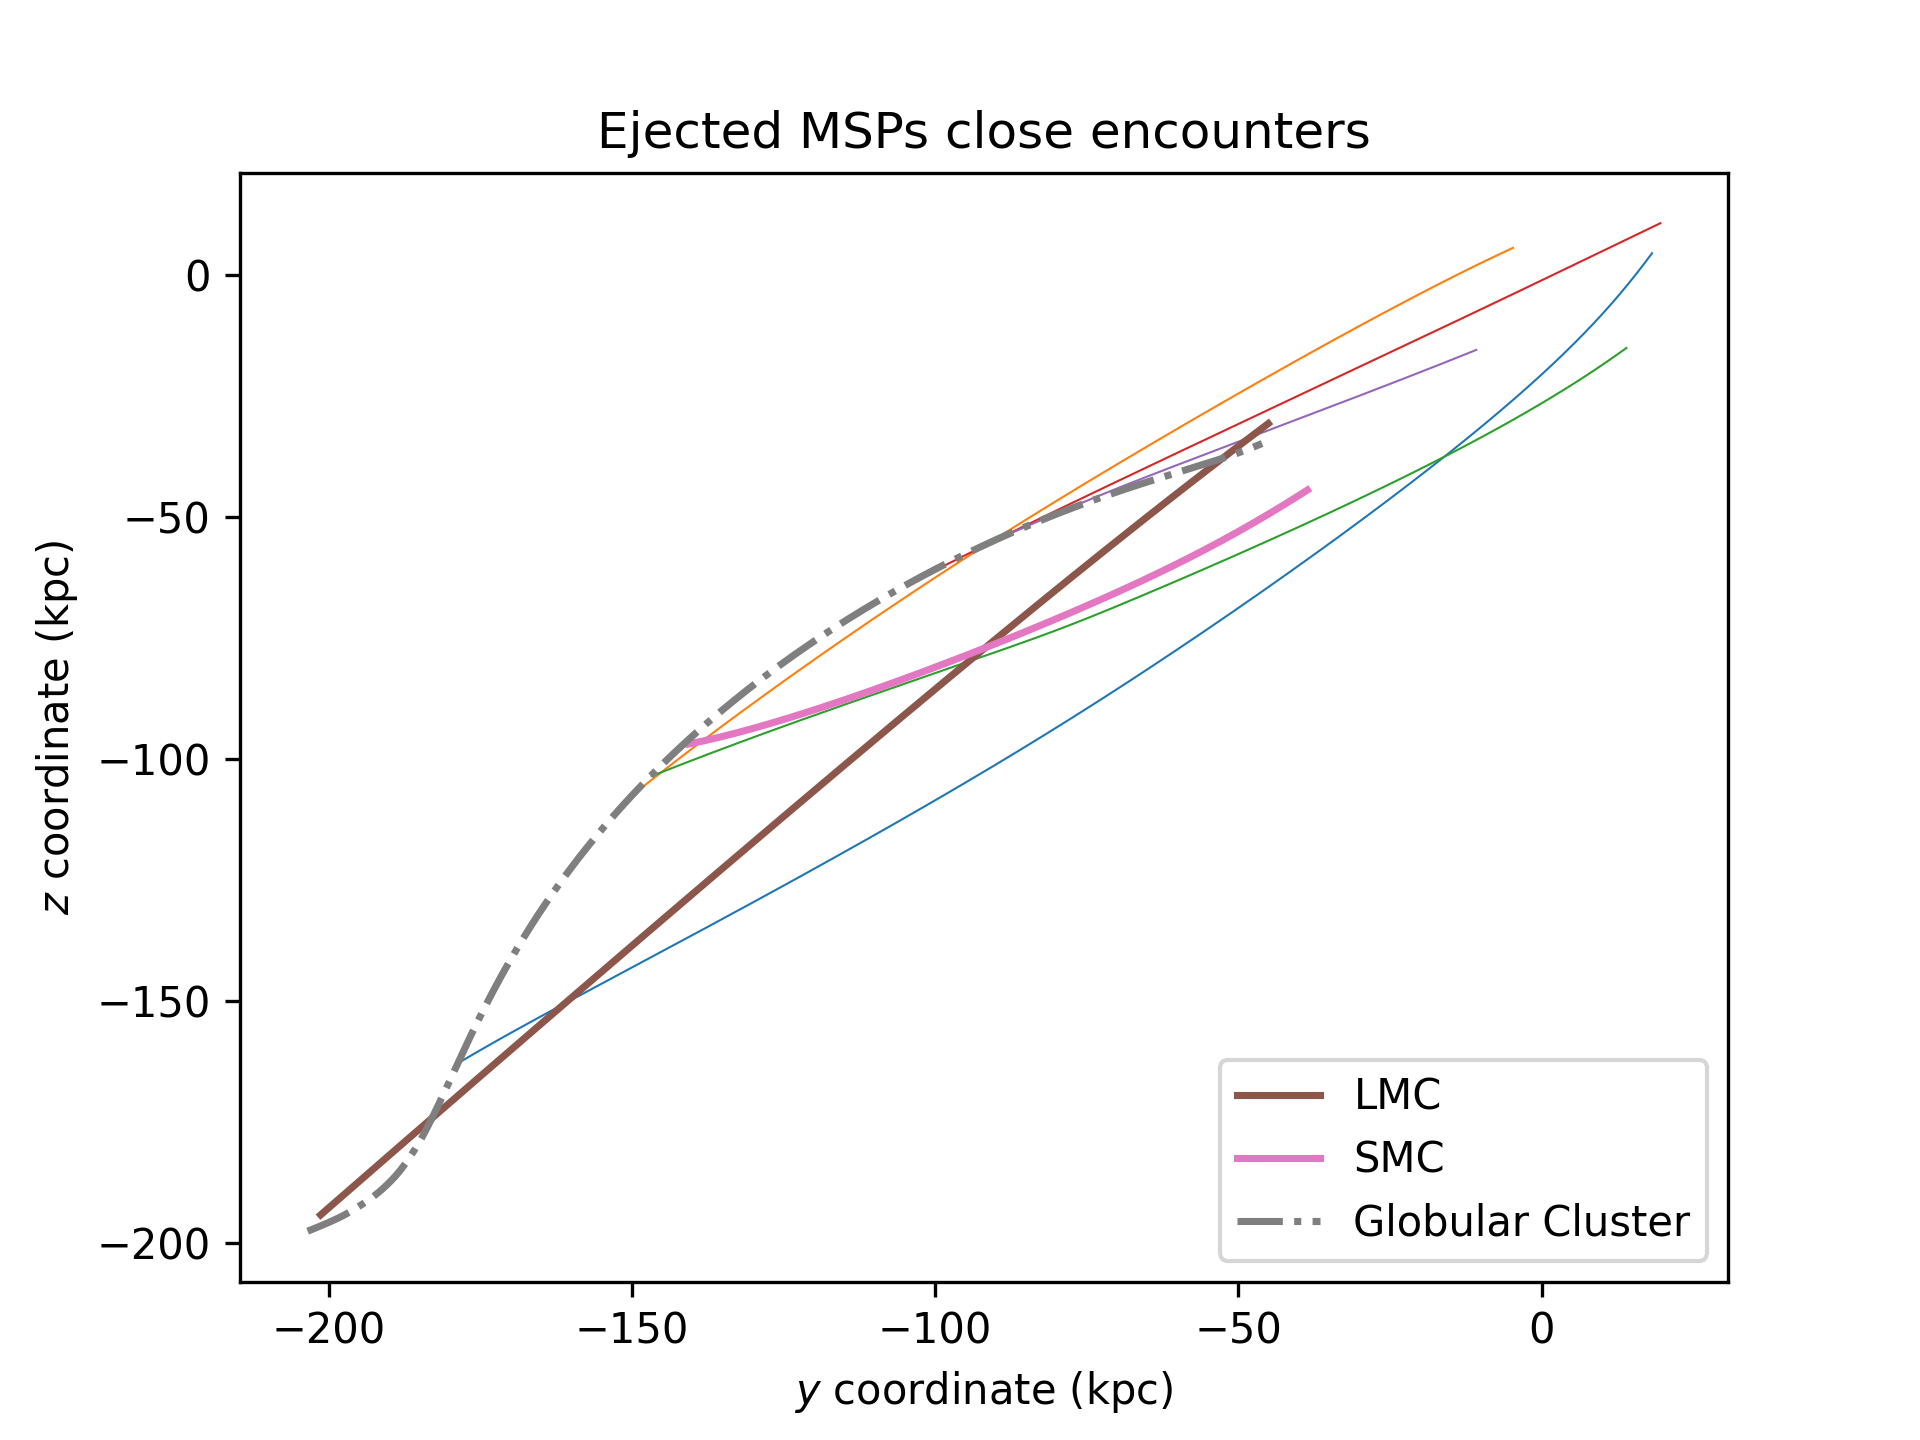 Ejected MSPs close encounters
0
−50
−100
−150
−200
z coordinate (kpc)
LMC
SMC
Globular Cluster
−200 −150 −100 −50 0
y coordinate (kpc)